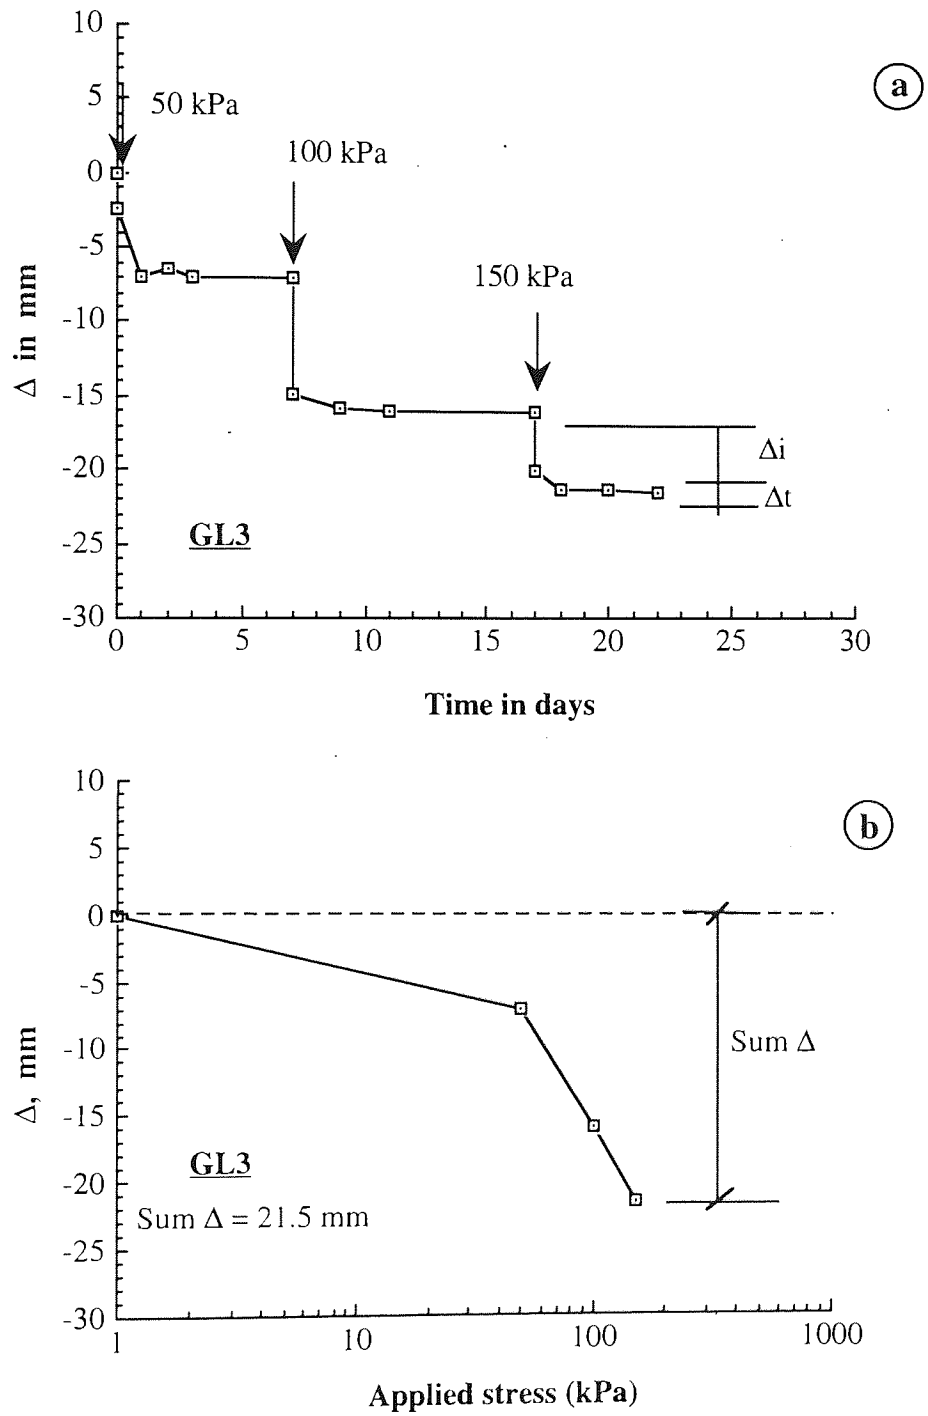 10
a
5
50 kPa
100 kPa
0
-5
150 kPa
Δ in mm
-10
-15
Δi
-20
Δt
GL3
-25
-30
0 5 10 15 20 25 30
Time in days
10
b
5
0
-5
Sum Δ
Δ, mm
-10
-15
GL3
-20
Sum Δ = 21.5 mm
-25
-30
1 10 100 1000
Applied stress (kPa)